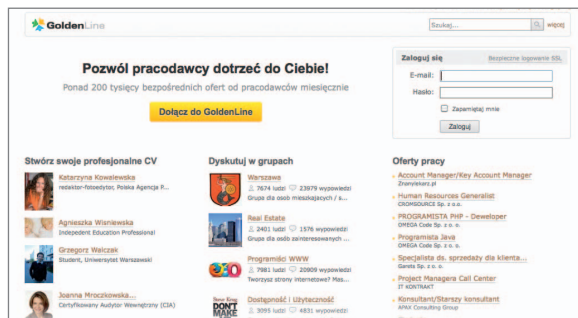 GoldenLine
Szukaj...
więcej
Pozwól pracodawcy dotrzeć do Ciebie!
Ponad 200 tysięcy bezpośrednich ofert od pracodawców miesięcznie
Dołącz do GoldenLine
Zaloguj się
Bezpieczne logowanie SSL
E-mail:
Hasło:
Zapamiętaj mnie
Zaloguj
Stwórz swoje profesjonalne CV
Katarzyna Kowalewska
redaktor-fotoedytor, Polska Agencja P...
Agnieszka Wisniewska
Indepedent Education Professional
Grzegorz Walczak
Student, Uniwersytet Warszawski
Joanna Mroczkowska...
Certyfikowany Audytor Wewnętrzny (CIA)
Dyskutuj w grupach
Warszawa
7674 ludzi 23979 wypowiedzi
Grupa dla osób mieszkających / s...
Real Estate
2401 ludzi 1576 wypowiedzi
Grupa dla osób zainteresowanych ...
Programiści WWW
7981 ludzi 20909 wypowiedzi
Tworzysz strony internetowe? Mas...
DON'T
MAKE
Dostępność i Użyteczność
3095 ludzi 4831 wypowiedzi
Oferty pracy
Account Manager/Key Account Manager
Znanylekarz.pl
Human Resources Generalist
CROMSOURCE Sp. z o.o.
PROGRAMISTA PHP - Deweloper
OMEGA Code Sp. z o. o.
Programista Java
OMEGA Code Sp. z o. o.
Specjalista ds. sprzedaży dla klienta...
Garets Sp. z o. o.
Project Managera Call Center
IT KONTRAKT
Konsultant/Starszy konsultant
APAX Consulting Group